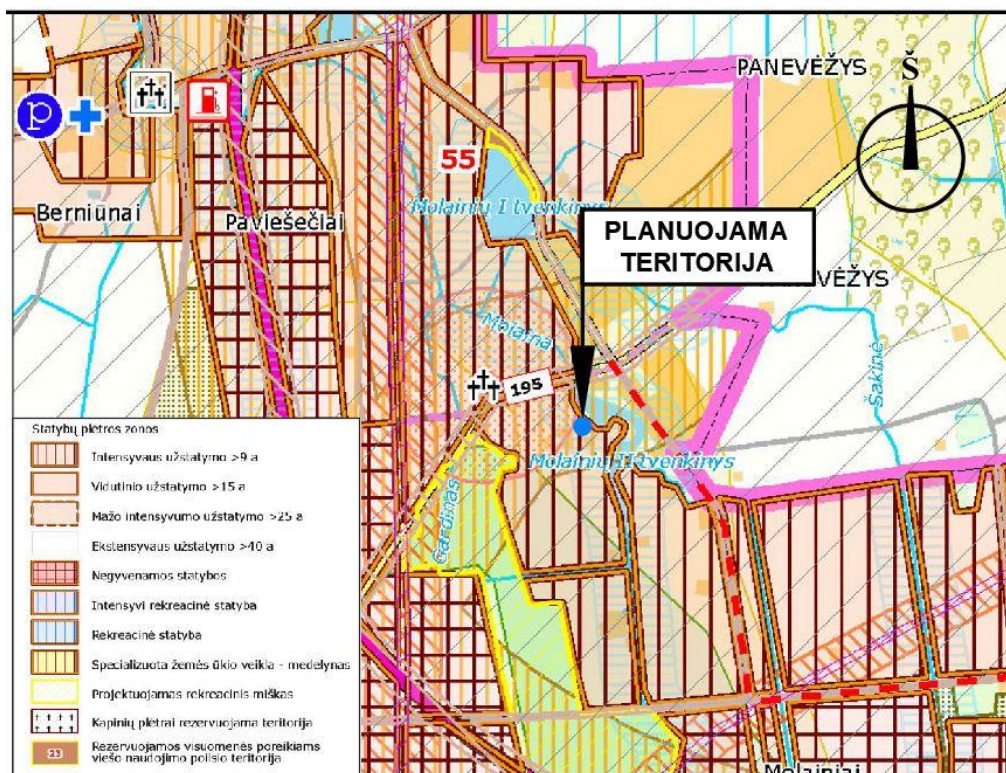 PANEVĖŽYS
Š
p
55
Berniūnai
Paviešečiai
Molainių I tvenkinys
PLANUOJAMA
TERITORIJA
VĖŽYS
Molaina
Šakinė
195
Molainių II tvenkinys
Gardinas
Statybų plėtros zonos
Intensyvaus užstatymo >9 a
Vidutinio užstatymo >15 a
Mažo intensyvumo užstatymo >25 a
Ekstensyvaus užstatymo >40 a
Negyvenamos statybos
Intensyvi rekreacinė statyba
Rekreacinė statyba
Specializuota žemės ūkio veikla - medelynas
Projektuojamas rekreacinis miškas
Kapinių plėtrai rezervuojama teritorija
23
Rezervuojamos visuomenės poreikiams
viešo naudojimo polisio teritorija
Molainiai